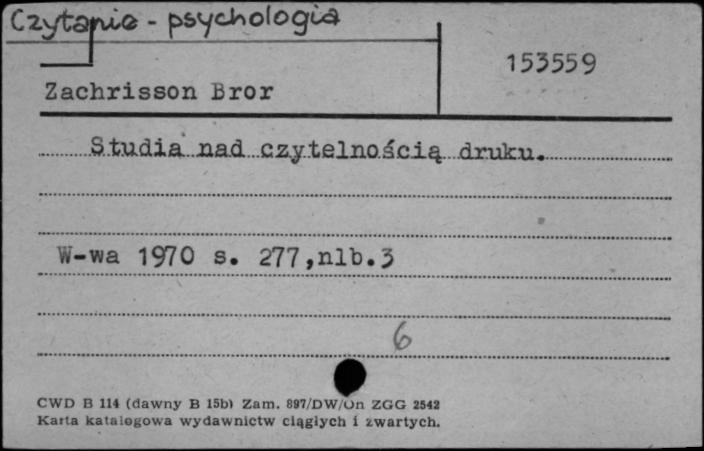 Czytanie - psychologia
153559
Zachrisson Bror
Studia nad czytelnością druku.
W-wa 1970 s. 277,nlb.3
6
CWD B 114 (dawny B 15b) Zam. 897/DW/On ZGG 2542
Karta katalogowa wydawnictw ciągłych i zwartych.